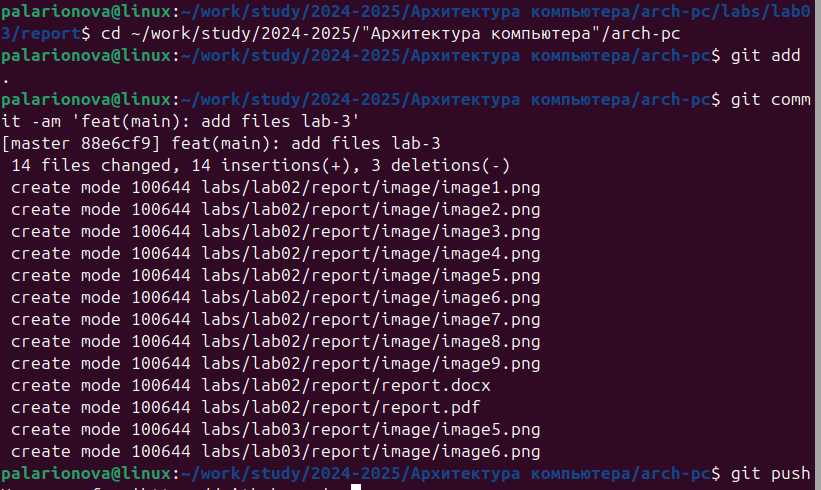 palarionova@linux:~/work/study/2024-2025/Архитектура компьютера/arch-pc/labs/lab0
3/report$ cd ~/work/study/2024-2025/"Архитектура компьютера"/arch-pc
palarionova@linux:~/work/study/2024-2025/Архитектура компьютера/arch-pc$ git add
.
palarionova@linux:~/work/study/2024-2025/Архитектура компьютера/arch-pc$ git comm
it -am 'feat(main): add files lab-3'
[master 88e6cf9] feat(main): add files lab-3
14 files changed, 14 insertions(+), 3 deletions(-)
create mode 100644 labs/lab02/report/image/image1.png
create mode 100644 labs/lab02/report/image/image2.png
create mode 100644 labs/lab02/report/image/image3.png
create mode 100644 labs/lab02/report/image/image4.png
create mode 100644 labs/lab02/report/image/image5.png
create mode 100644 labs/lab02/report/image/image6.png
create mode 100644 labs/lab02/report/image/image7.png
create mode 100644 labs/lab02/report/image/image8.png
create mode 100644 labs/lab02/report/image/image9.png
create mode 100644 labs/lab02/report/report.docx
create mode 100644 labs/lab02/report/report.pdf
create mode 100644 labs/lab03/report/image/image5.png
create mode 100644 labs/lab03/report/image/image6.png
palarionova@linux:~/work/study/2024-2025/Архитектура компьютера/arch-pc$ git push